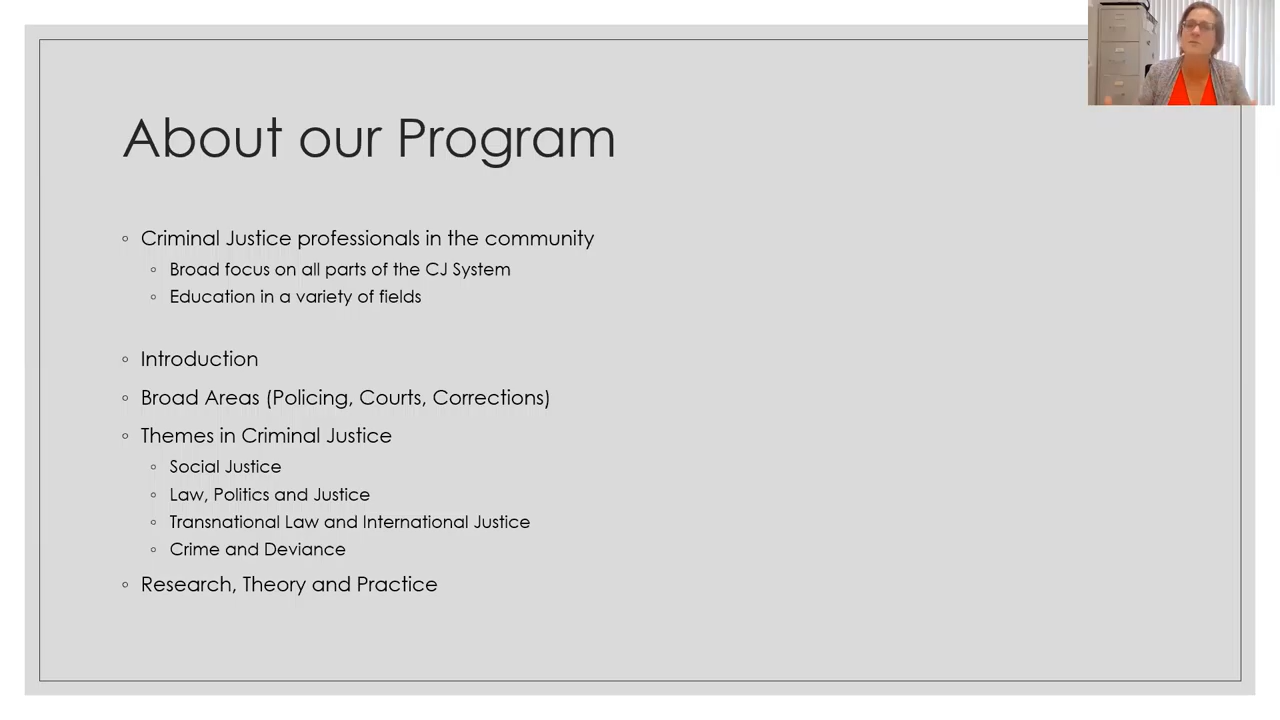 About our Program
Criminal Justice professionals in the community
Broad focus on all parts of the CJ System
Education in a variety of fields
Introduction
Broad Areas (Policing, Courts, Corrections)
Themes in Criminal Justice
Social Justice
Law, Politics and Justice
Transnational Law and International Justice
Crime and Deviance
Research, Theory and Practice